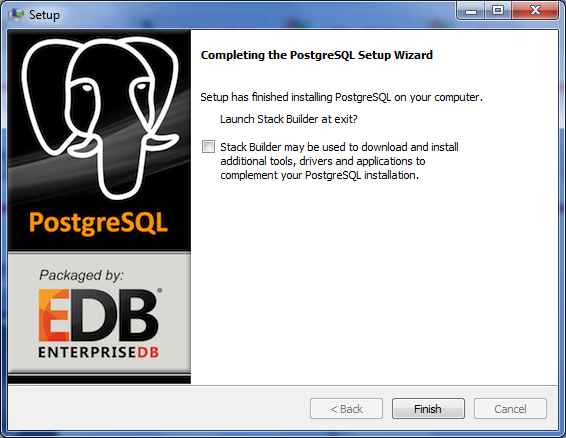 Setup
Completing the PostgreSQL Setup Wizard
Setup has finished installing PostgreSQL on your computer.
Launch Stack Builder at exit?
Stack Builder may be used to download and install
additional tools, drivers and applications to
complement your PostgreSQL installation.
PostgreSQL
Packaged by:
EDB®
ENTERPRISEDB
< Back
Finish
Cancel